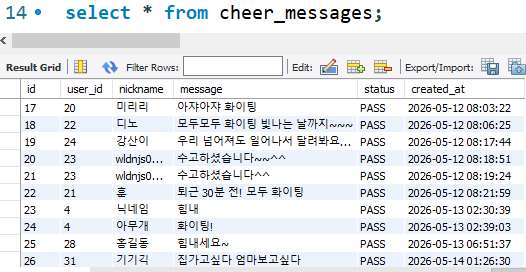 14 select * from cheer_messages;
Result Grid Filter Rows: Edit: Export/Import:
id user_id nickname message status created_at
17 20 미리리 아쟈아쟈 화이팅 PASS 2026-05-12 08:03:22
18 22 디노 모두모두 화이팅 빛나는 날까지~~~ PASS 2026-05-12 08:06:25
19 24 강산이 우리 넘어져도 일어나서 달려봐요... PASS 2026-05-12 08:17:44
20 23 wldnjs0... 수고하셨습니다~~^^ PASS 2026-05-12 08:18:51
21 23 wldnjs0... 수고하셨습니다^^ PASS 2026-05-12 08:19:24
22 21 훈 퇴근 30분 전! 모두 화이팅 PASS 2026-05-12 08:21:59
23 4 닉네임 힘내 PASS 2026-05-13 02:30:39
24 4 아무개 화이팅! PASS 2026-05-13 02:39:03
25 28 홍길동 힘내세요~ PASS 2026-05-13 06:51:37
26 31 기기긱 집가고싶다 엄마보고싶다 PASS 2026-05-14 01:26:30